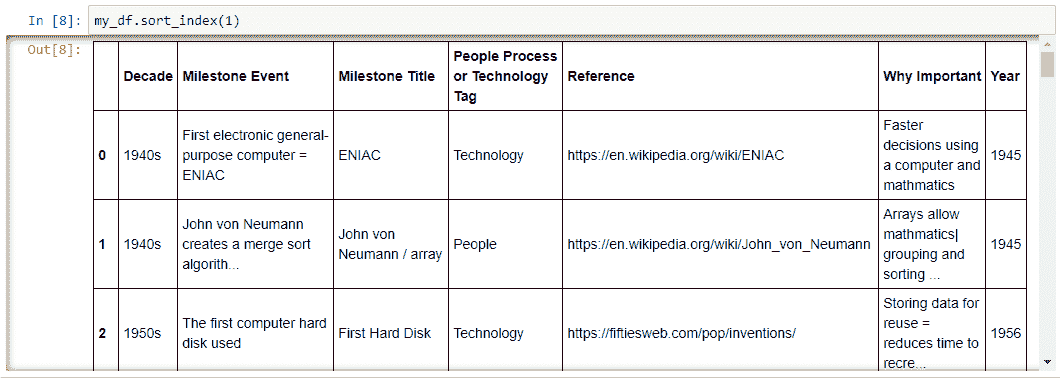 In [8]: my_df.sort_index(1)
Out[8]:
Decade Milestone Event Milestone Title People Process or Technology Tag Reference Why Important Year
0 1940s First electronic general-purpose computer = ENIAC ENIAC Technology https://en.wikipedia.org/wiki/ENIAC Faster decisions using a computer and mathmatics 1945
1 1940s John von Neumann creates a merge sort algorith... John von Neumann / array People https://en.wikipedia.org/wiki/John_von_Neumann Arrays allow mathmatics| grouping and sorting ... 1945
2 1950s The first computer hard disk used First Hard Disk Technology https://fiftiesweb.com/pop/inventions/ Storing data for reuse = reduces time to recre... 1956